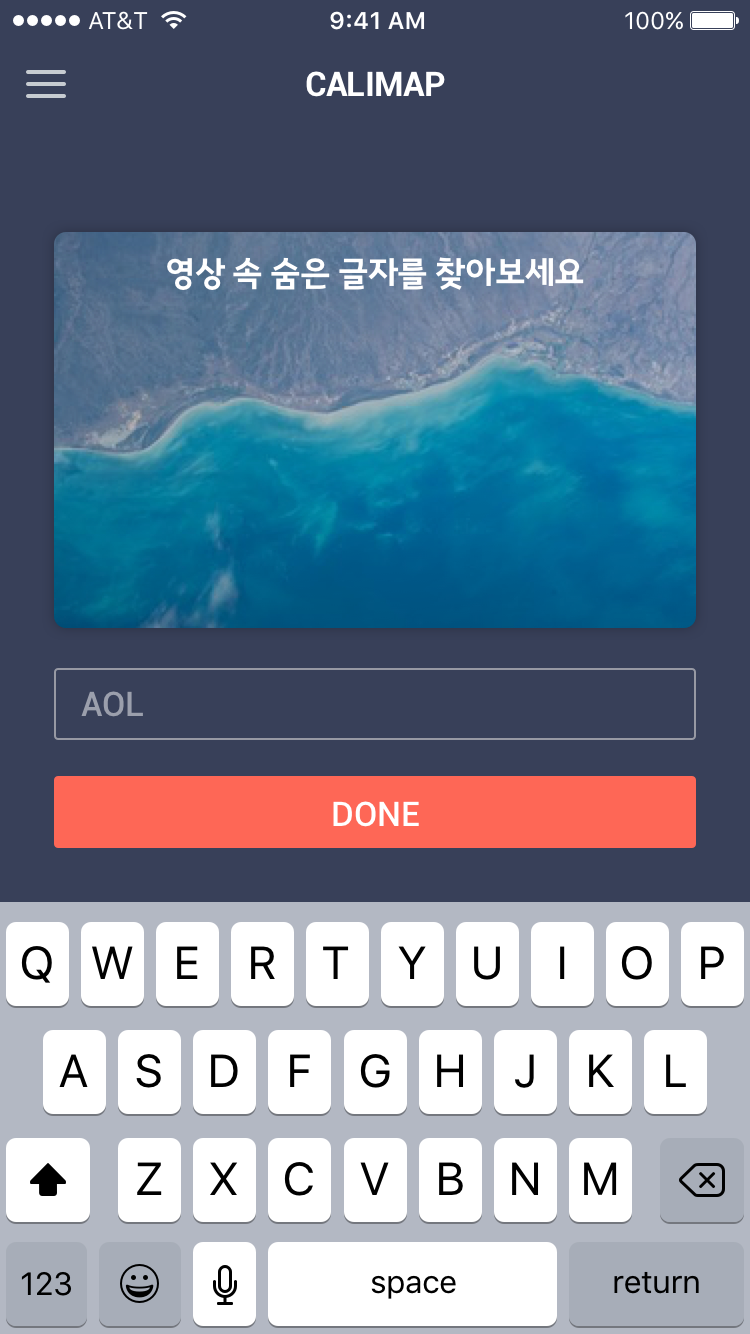 AT&T 9:41 AM 100%
CALIMAP
영상 속 숨은 글자를 찾아보세요
AOL
DONE
Q W E R T Y U I O P
A S D F G H J K L
Z X C V B N M
123 space return